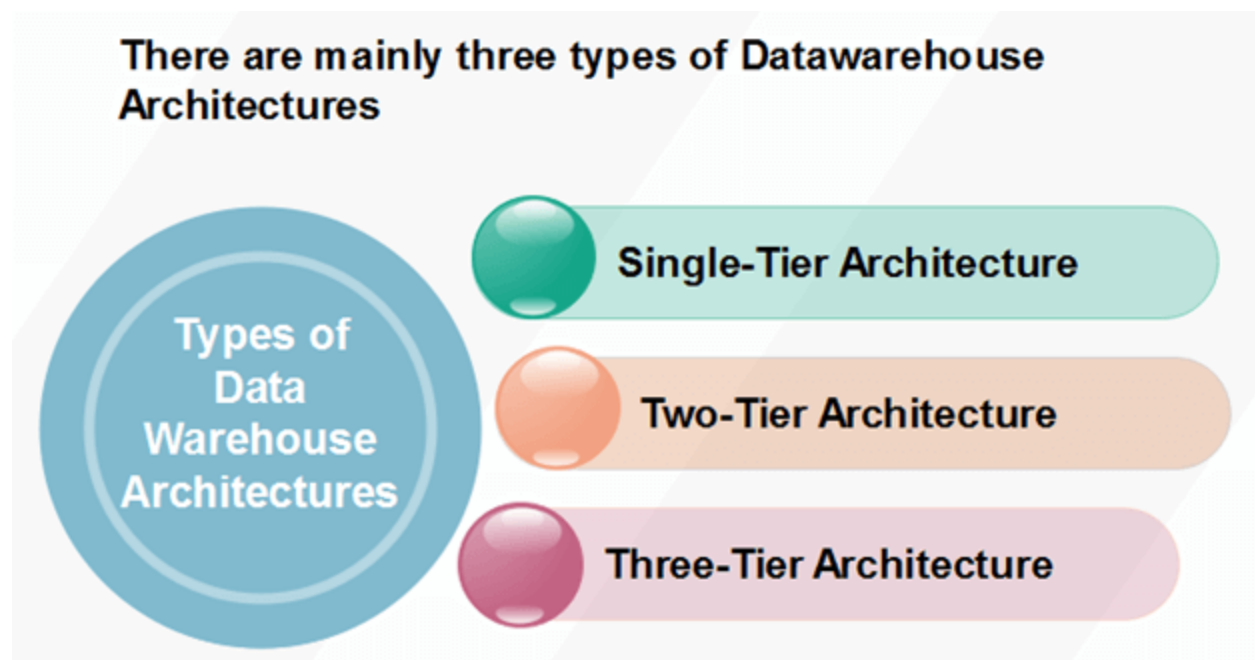 There are mainly three types of Datawarehouse
Architectures
Types of
Data
Warehouse
Architectures
Single-Tier Architecture
Two-Tier Architecture
Three-Tier Architecture